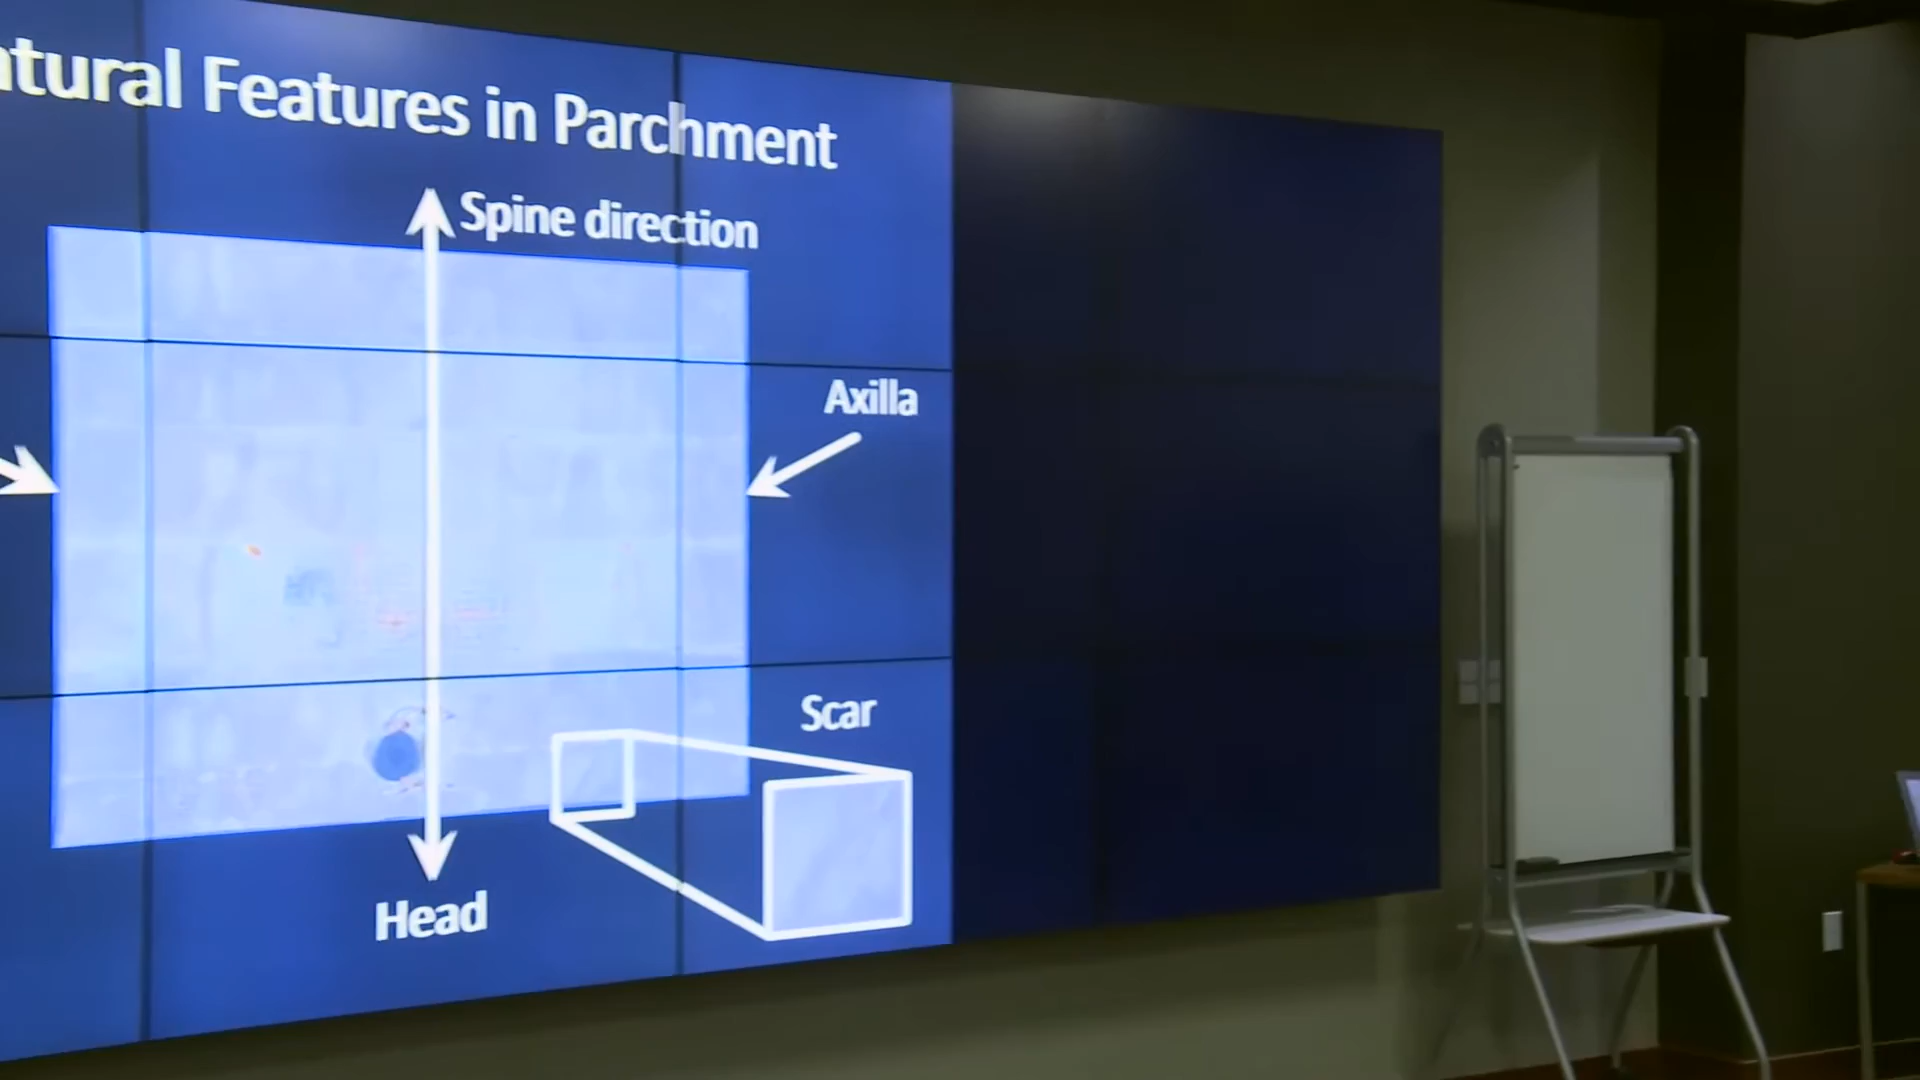 atural Features in Parchment
Spine direction
Axilla
Scar
Head